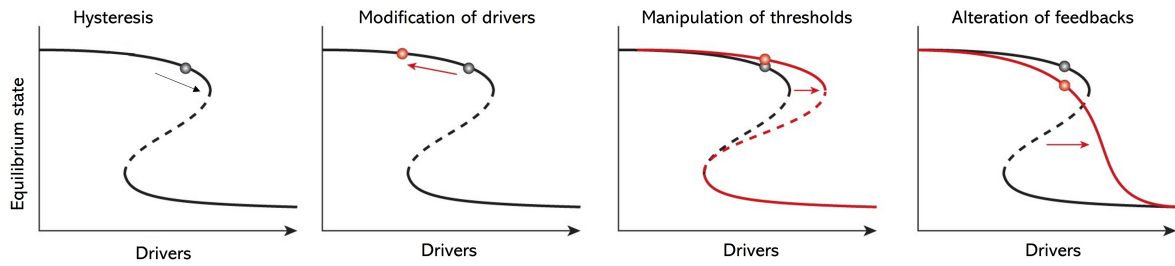 Hysteresis
Modification of drivers
Manipulation of thresholds
Alteration of feedbacks
Equilibrium state
Drivers
Drivers
Drivers
Drivers